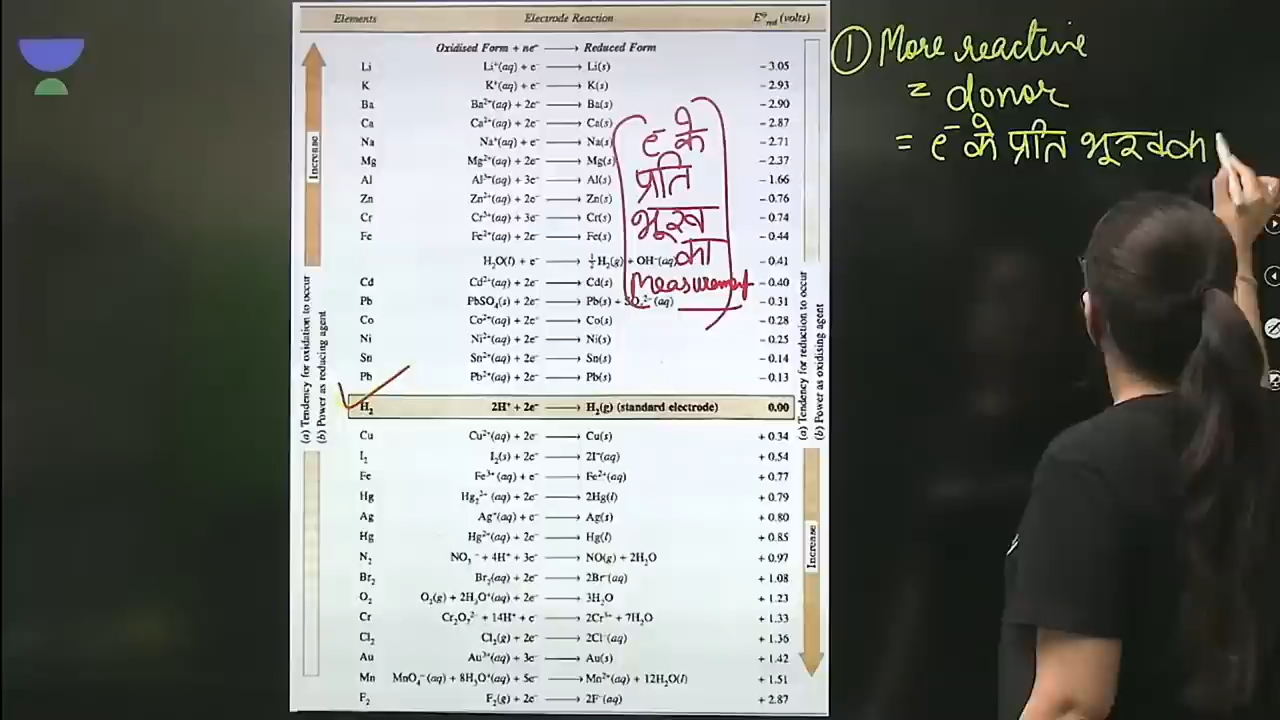 Elements Electrode Reaction E°red (volts)
Oxidised Form + ne⁻ ⟶ Reduced Form
Li Li⁺(aq) + e⁻ ⟶ Li(s) – 3.05
K K⁺(aq) + e⁻ ⟶ K(s) – 2.93
Ba Ba²⁺(aq) + 2e⁻ ⟶ Ba(s) – 2.90
Ca Ca²⁺(aq) + 2e⁻ ⟶ Ca(s) – 2.87
Na Na⁺(aq) + e⁻ ⟶ Na(s) – 2.71
Mg Mg²⁺(aq) + 2e⁻ ⟶ Mg(s) – 2.37
Al Al³⁺(aq) + 3e⁻ ⟶ Al(s) – 1.66
Zn Zn²⁺(aq) + 2e⁻ ⟶ Zn(s) – 0.76
Cr Cr³⁺(aq) + 3e⁻ ⟶ Cr(s) – 0.74
Fe Fe²⁺(aq) + 2e⁻ ⟶ Fe(s) – 0.44
H₂O(l) + e⁻ ⟶ ½H₂(g) + OH⁻(aq) – 0.41
Cd Cd²⁺(aq) + 2e⁻ ⟶ Cd(s) – 0.40
Pb PbSO₄(s) + 2e⁻ ⟶ Pb(s) + SO₄²⁻(aq) – 0.31
Co Co²⁺(aq) + 2e⁻ ⟶ Co(s) – 0.28
Ni Ni²⁺(aq) + 2e⁻ ⟶ Ni(s) – 0.25
Sn Sn²⁺(aq) + 2e⁻ ⟶ Sn(s) – 0.14
Pb Pb²⁺(aq) + 2e⁻ ⟶ Pb(s) – 0.13
H₂ 2H⁺ + 2e⁻ ⟶ H₂(g) (standard electrode) 0.00
Cu Cu²⁺(aq) + 2e⁻ ⟶ Cu(s) + 0.34
I₂ I₂(s) + 2e⁻ ⟶ 2I⁻(aq) + 0.54
Fe Fe³⁺(aq) + e⁻ ⟶ Fe²⁺(aq) + 0.77
Hg Hg₂²⁺(aq) + 2e⁻ ⟶ 2Hg(l) + 0.79
Ag Ag⁺(aq) + e⁻ ⟶ Ag(s) + 0.80
Hg Hg²⁺(aq) + 2e⁻ ⟶ Hg(l) + 0.85
N₂ NO₃⁻ + 4H⁺ + 3e⁻ ⟶ NO(g) + 2H₂O + 0.97
Br₂ Br₂(aq) + 2e⁻ ⟶ 2Br⁻(aq) + 1.08
O₂ O₂(g) + 2H₃O⁺(aq) + 2e⁻ ⟶ 3H₂O + 1.23
Cr Cr₂O₇²⁻ + 14H⁺ + e⁻ ⟶ 2Cr³⁺ + 7H₂O + 1.33
Cl₂ Cl₂(g) + 2e⁻ ⟶ 2Cl⁻(aq) + 1.36
Au Au³⁺(aq) + 3e⁻ ⟶ Au(s) + 1.42
Mn MnO₄⁻(aq) + 8H₃O⁺(aq) + 5e⁻ ⟶ Mn²⁺(aq) + 12H₂O(l) + 1.51
F₂ F₂(g) + 2e⁻ ⟶ 2F⁻(aq) + 2.87
Increase
(a) Tendency for oxidation to occur
(b) Power as reducing agent
(a) Tendency for reduction to occur
(b) Power as oxidising agent
Increase
e⁻ के
प्रति
भूख
का
Measurement
① More reactive
= donor
= e⁻ के प्रति भूख का